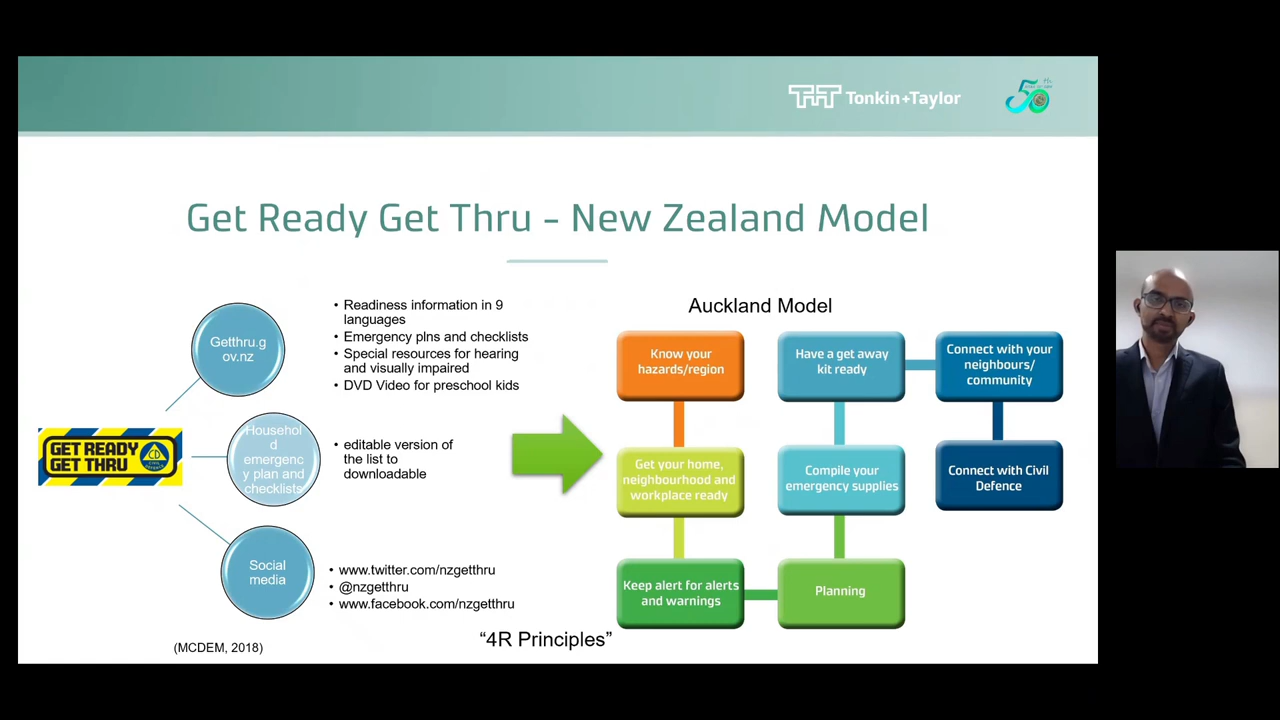 Tonkin+Taylor
50
Get Ready Get Thru - New Zealand Model
Getthru.g
ov.nz
• Readiness information in 9
languages
• Emergency plns and checklists
• Special resources for hearing
and visually impaired
• DVD Video for preschool kids
GET READY
GET THRU
CD
CIVIL DEFENCE
Househol
d
emergenc
y plan and
checklists
• editable version of
the list to
downloadable
Social
media
• www.twitter.com/nzgetthru
• @nzgetthru
• www.facebook.com/nzgetthru
(MCDEM, 2018)
“4R Principles”
Auckland Model
Know your
hazards/region
Get your home,
neighbourhood and
workplace ready
Keep alert for alerts
and warnings
Planning
Compile your
emergency supplies
Have a get away
kit ready
Connect with your
neighbours/
community
Connect with Civil
Defence